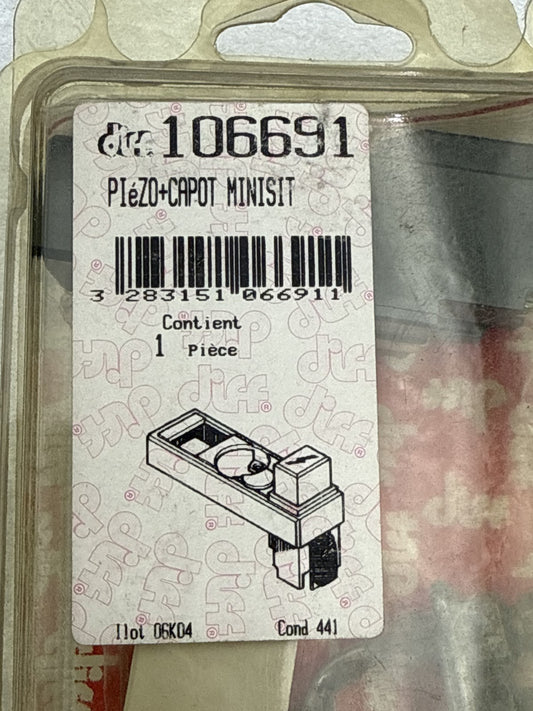 diff. 106691
PIéZO+CAPOT MINISIT
3 283151 066911
Contient
1 Pièce
Ilot 06K04
Cond 441